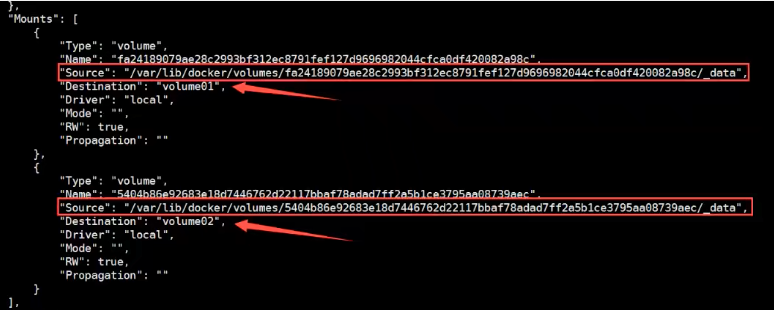 },
"Mounts": [
{
"Type": "volume",
"Name": "fa24189079ae28c2993bf312ec8791fef127d9696982044cfca0df420082a98c",
"Source": "/var/lib/docker/volumes/fa24189079ae28c2993bf312ec8791fef127d9696982044cfca0df420082a98c/_data",
"Destination": "volume01",
"Driver": "local",
"Mode": "",
"RW": true,
"Propagation": ""
},
{
"Type": "volume",
"Name": "5404b86e92683e18d7446762d22117bbaf78adad7ff2a5b1ce3795aa08739aec",
"Source": "/var/lib/docker/volumes/5404b86e92683e18d7446762d22117bbaf78adad7ff2a5b1ce3795aa08739aec/_data",
"Destination": "volume02",
"Driver": "local",
"Mode": "",
"RW": true,
"Propagation": ""
}
],